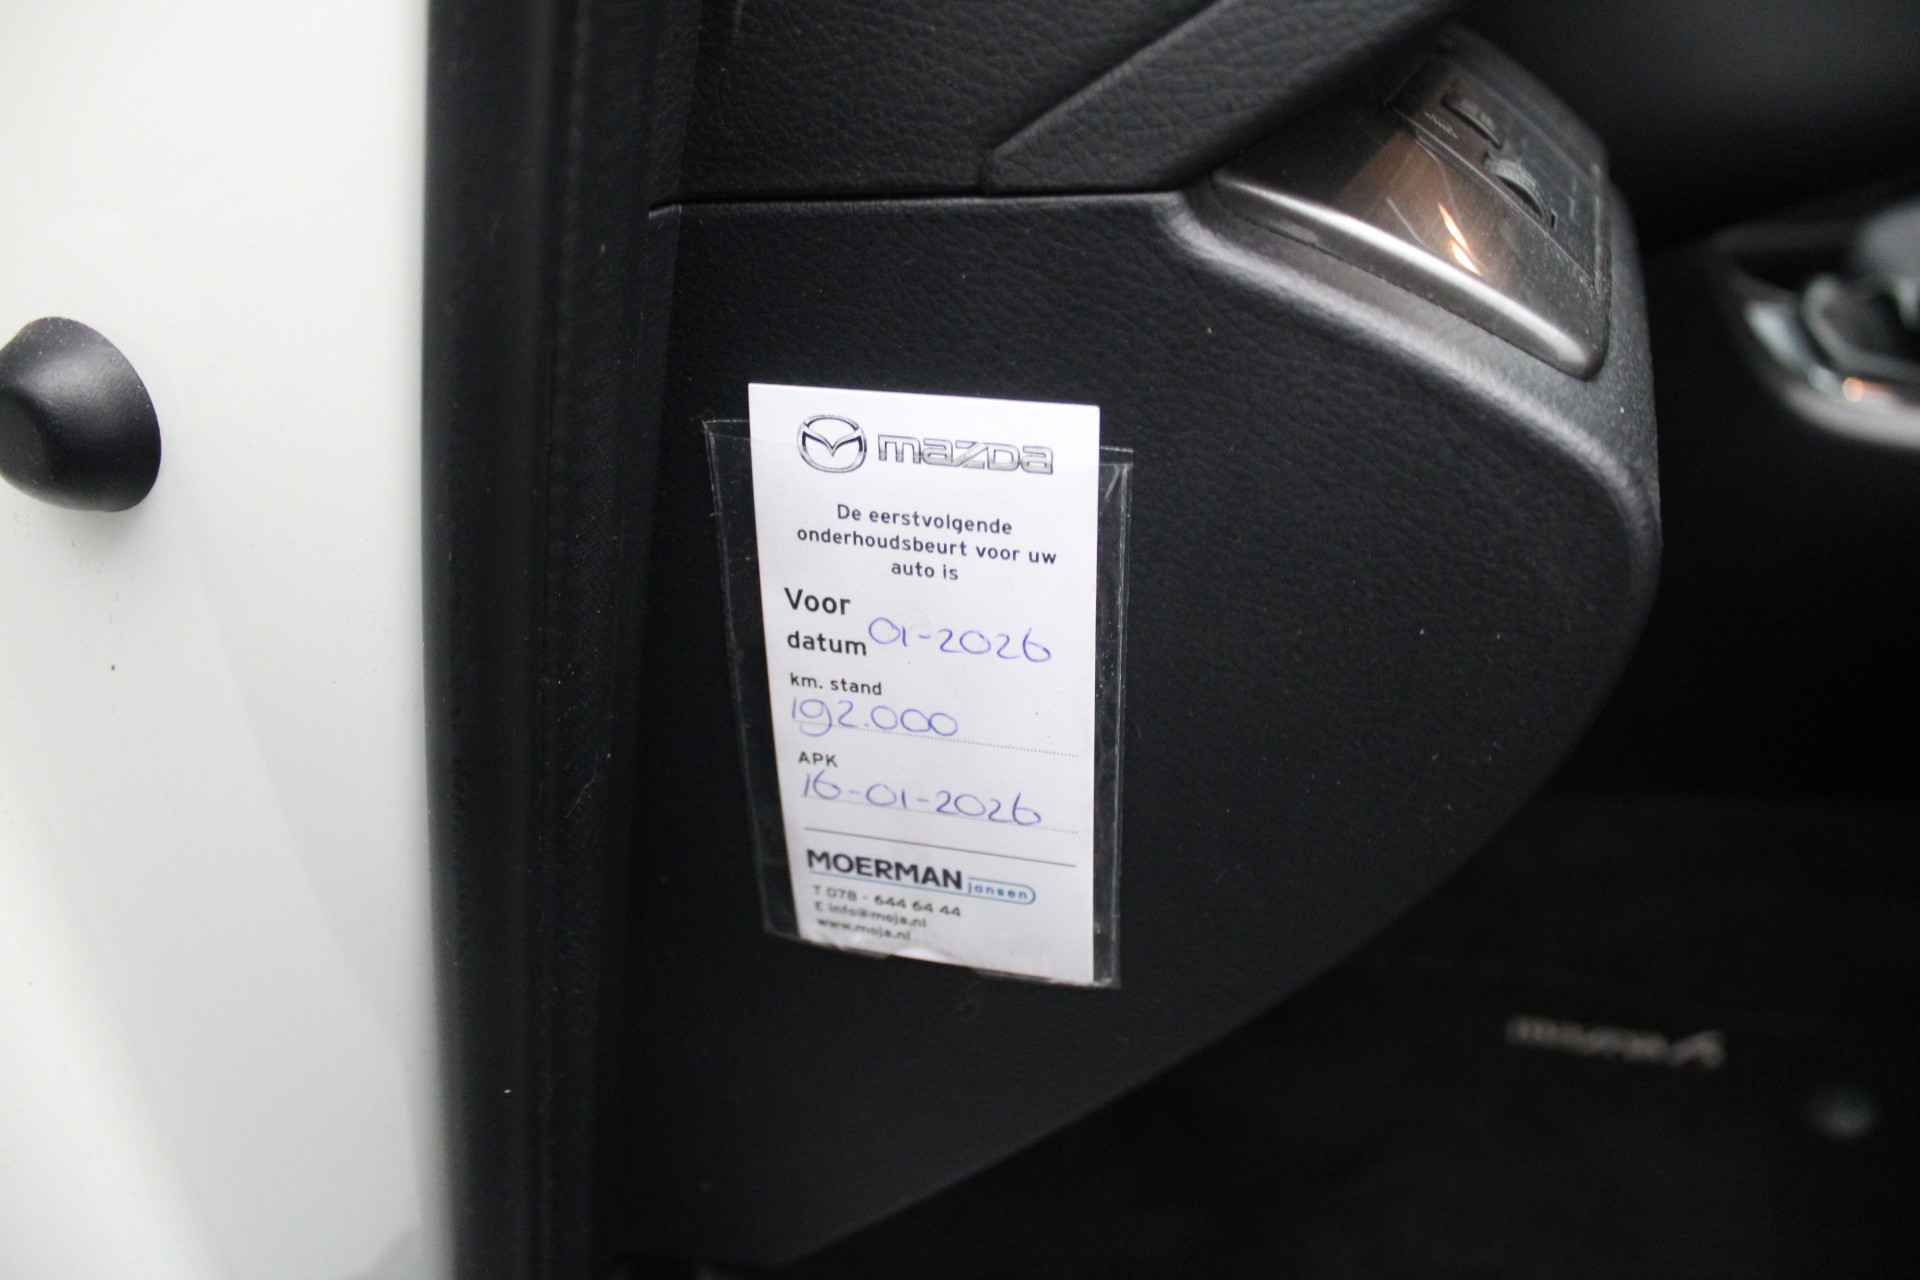 mazda
De eerstvolgende
onderhoudsbeurt voor uw
auto is
Voor
datum 01-2026
km. stand
192.000
APK
16-01-2026
MOERMAN
jansen
T 078 - 644 64 44
E info@moja.nl
www.moja.nl